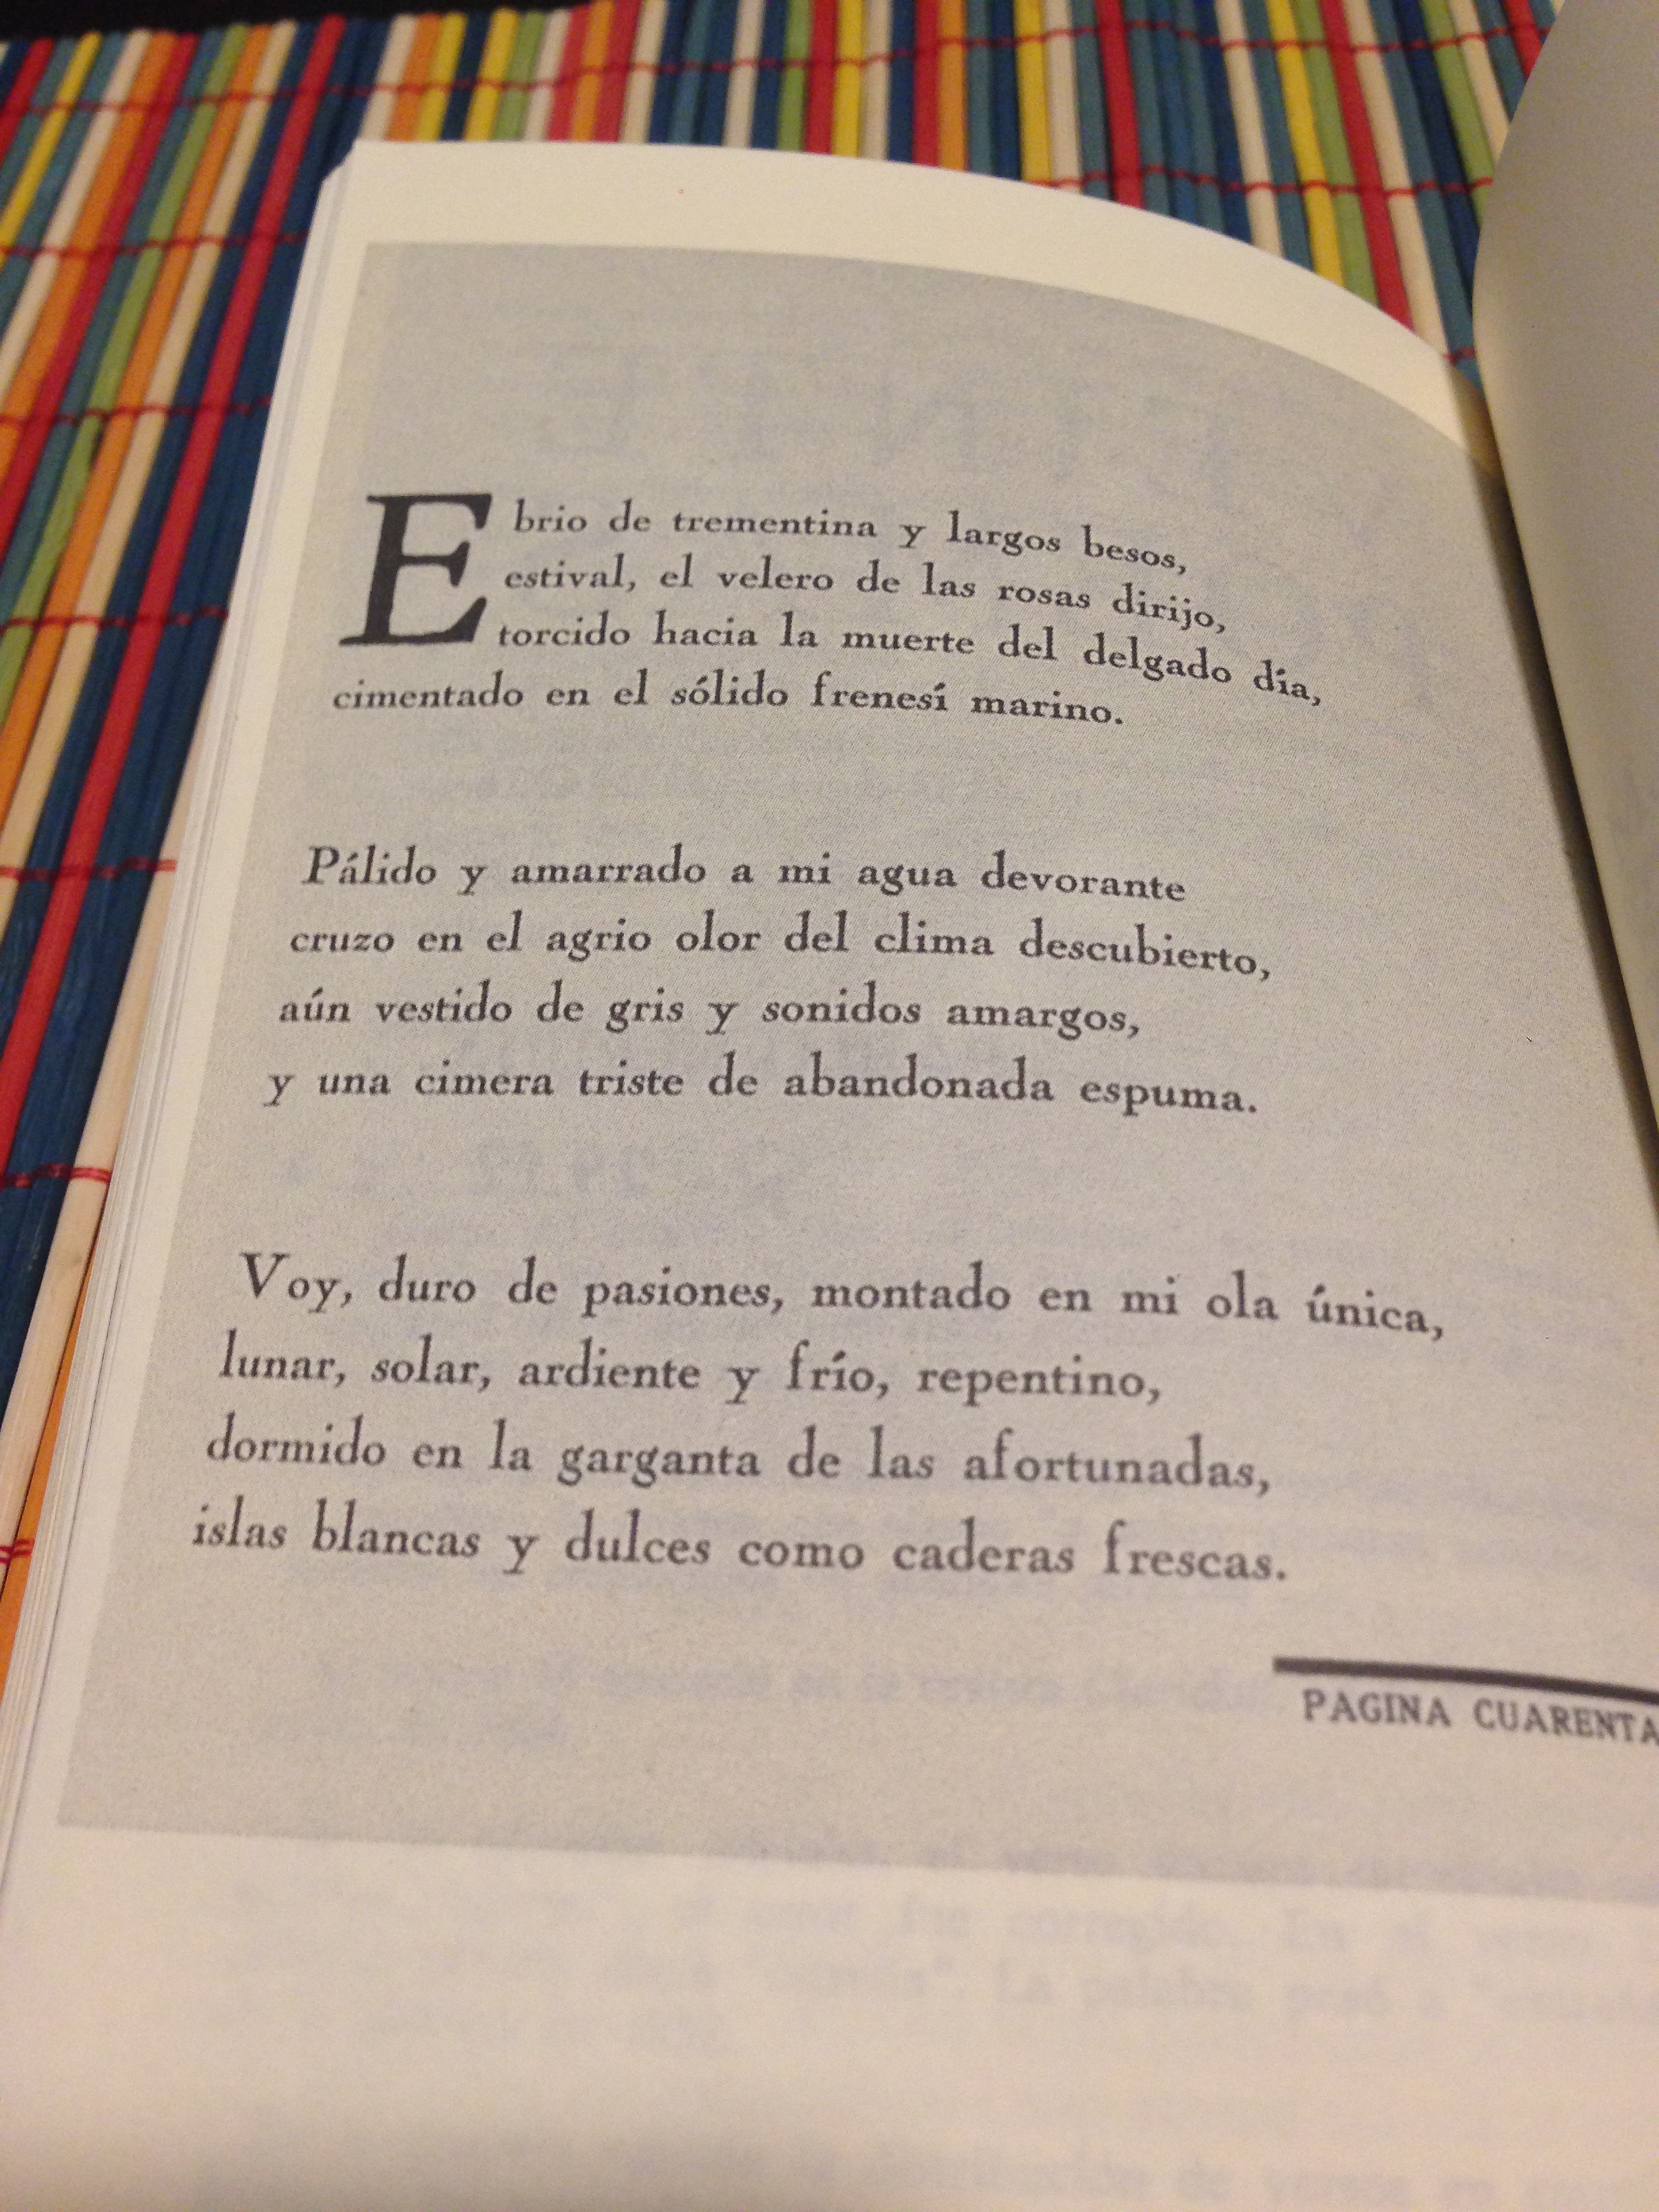 Ebrio de trementina y largos besos,
estival, el velero de las rosas dirijo,
torcido hacia la muerte del delgado día,
cimentado en el sólido frenesí marino.
Pálido y amarrado a mi agua devorante
cruzo en el agrio olor del clima descubierto,
aún vestido de gris y sonidos amargos,
y una cimera triste de abandonada espuma.
Voy, duro de pasiones, montado en mi ola única,
lunar, solar, ardiente y frío, repentino,
dormido en la garganta de las afortunadas,
islas blancas y dulces como caderas frescas.
PAGINA CUARENTA